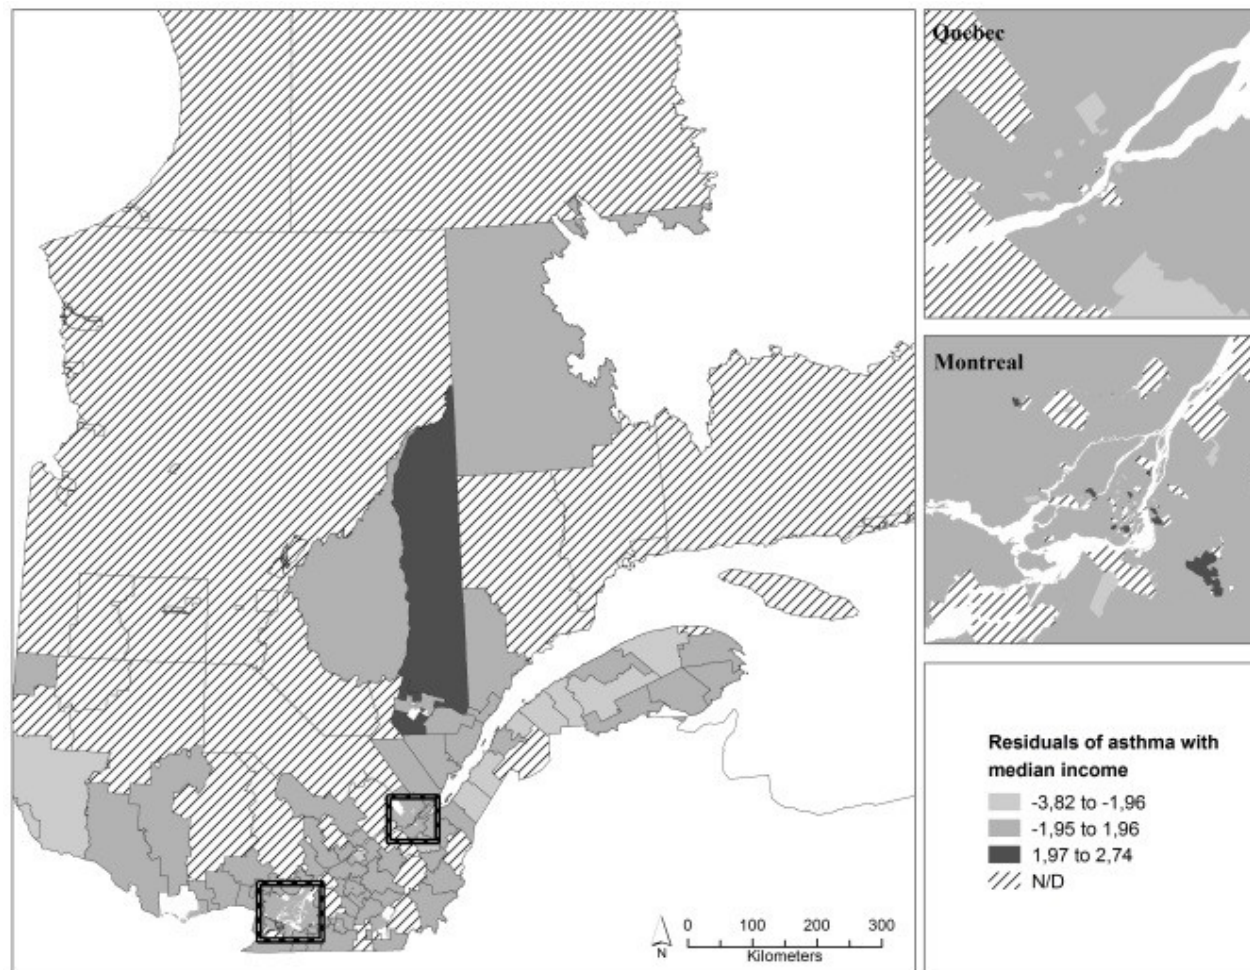 Quebec
Montreal
Residuals of asthma with
median income
-3,82 to -1,96
-1,95 to 1,96
1,97 to 2,74
N/D
N
0 100 200 300
Kilometers